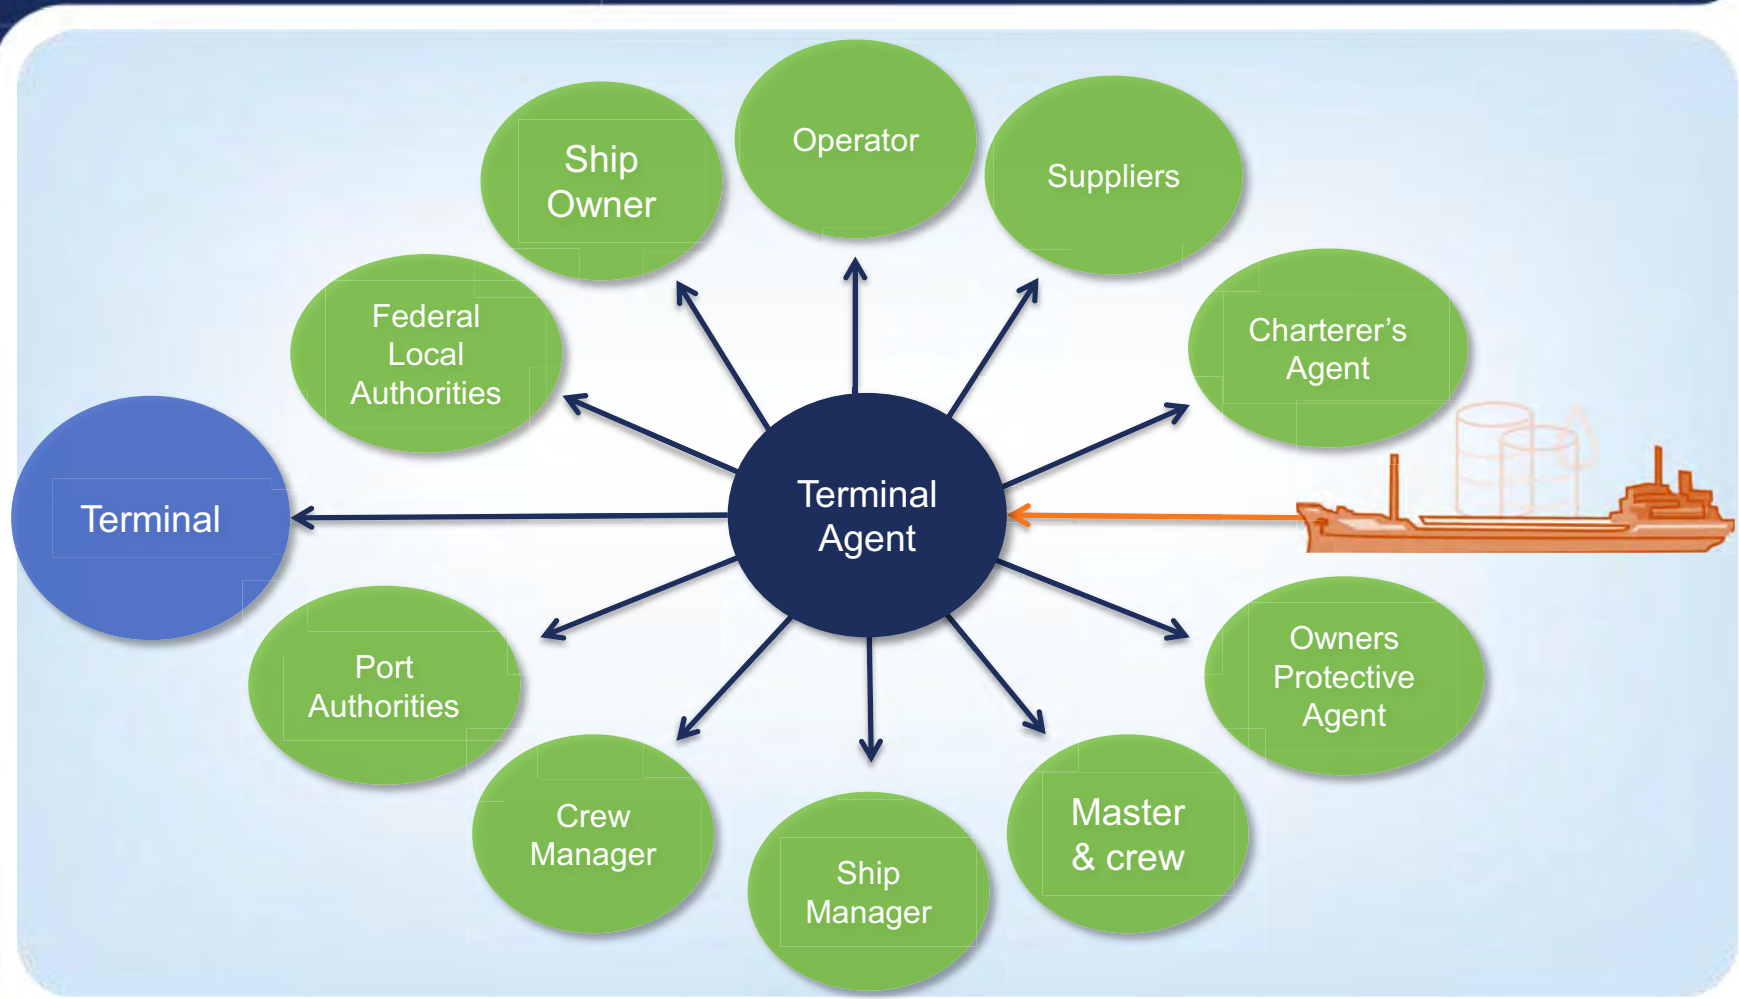 Operator
Ship
Owner
Suppliers
Federal
Local
Authorities
Charterer’s
Agent
Terminal
Terminal
Agent
Port
Authorities
Owners
Protective
Agent
Crew
Manager
Master
& crew
Ship
Manager